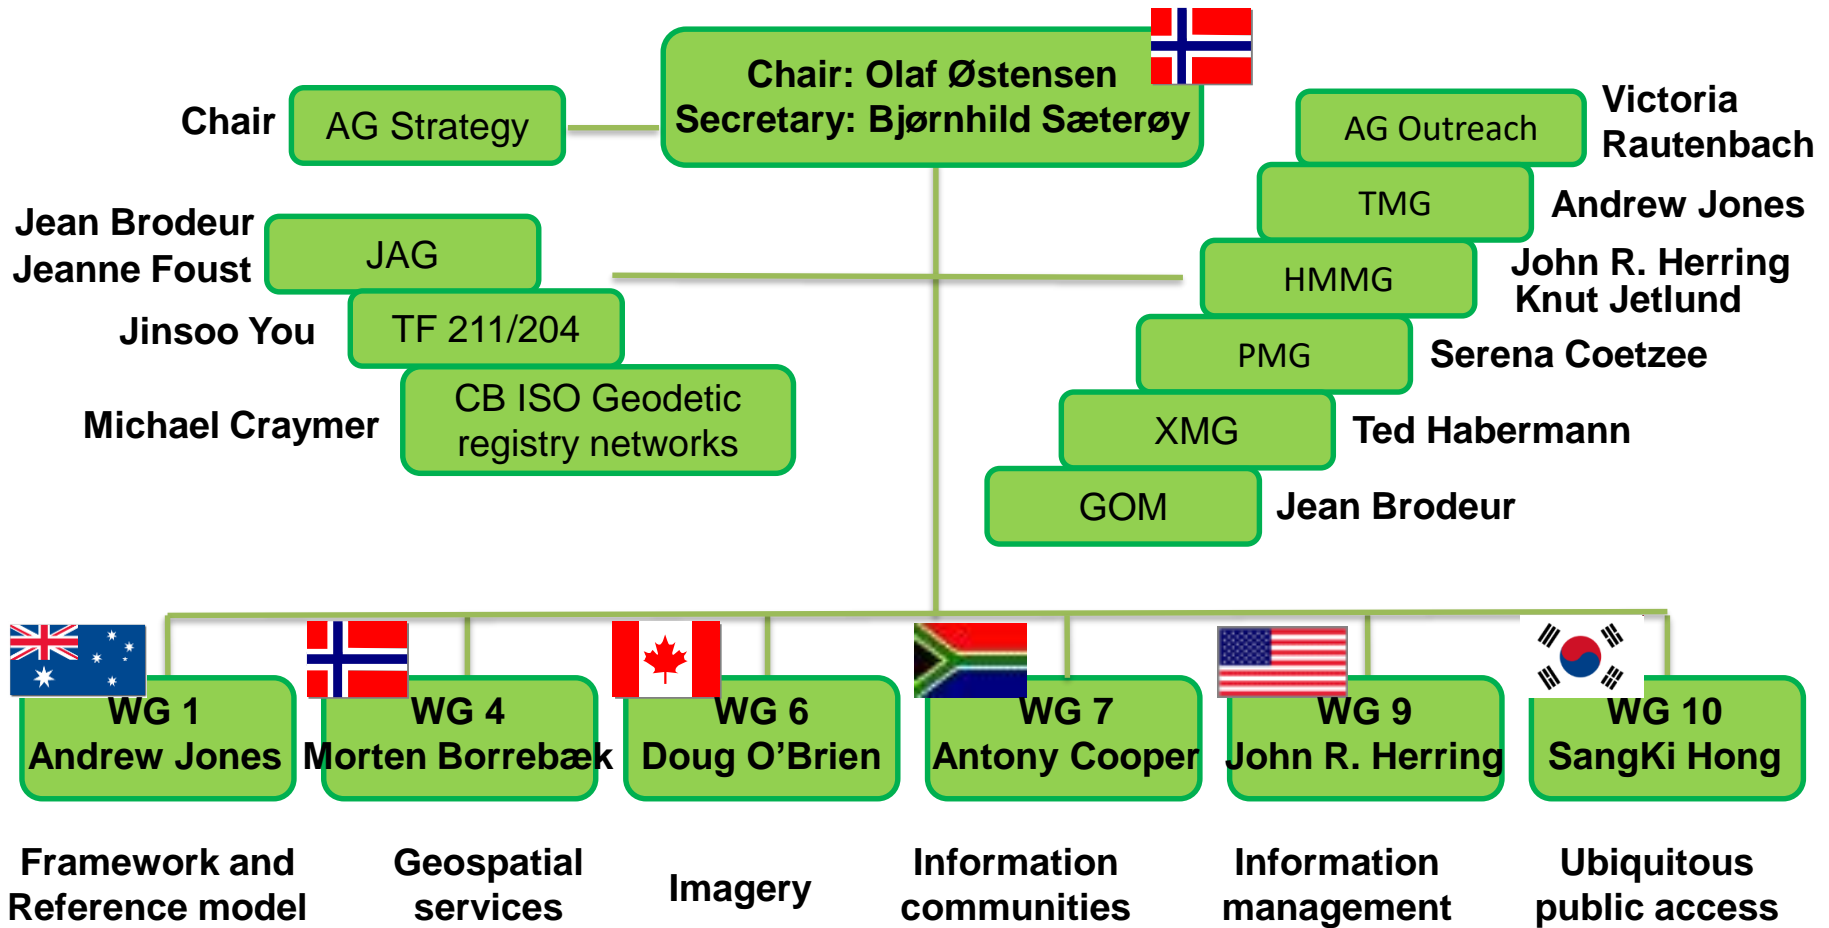 Chair: Olaf Østensen
Secretary: Bjørnhild Sæterøy
Chair
AG Strategy
Jean Brodeur
Jeanne Foust
JAG
Jinsoo You
TF 211/204
Michael Craymer
CB ISO Geodetic
registry networks
AG Outreach
Victoria
Rautenbach
TMG
Andrew Jones
HMMG
John R. Herring
Knut Jetlund
PMG
Serena Coetzee
XMG
Ted Habermann
GOM
Jean Brodeur
WG 1
Andrew Jones
WG 4
Morten Borrebæk
WG 6
Doug O’Brien
WG 7
Antony Cooper
WG 9
John R. Herring
WG 10
SangKi Hong
Framework and
Reference model
Geospatial
services
Imagery
Information
communities
Information
management
Ubiquitous
public access